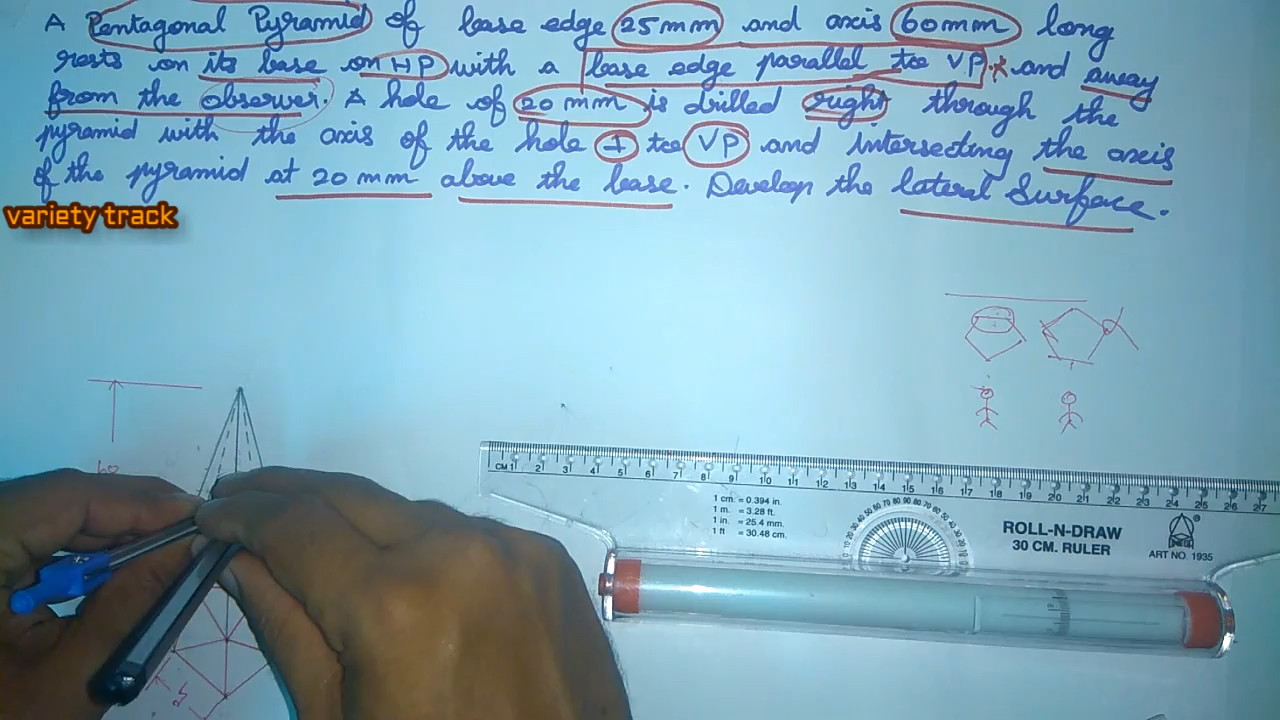 A Pentagonal Pyramid of base edge 25mm and axis 60mm long
rests on its base on HP with a base edge parallel to VP and away
from the observer. A hole of 20 mm is drilled right through the
pyramid with the axis of the hole ⊥ to VP and intersecting the axis
of the pyramid at 20 mm above the base. Develop the lateral Surface.
variety track
CM 1 2 3 4 5 6 7 8 9 10 11 12 13 14 15 16 17 18 19 20 21 22 23 24 25 26 27
1 cm. = 0.394 in.
1 m. = 3.28 ft.
1 in. = 25.4 mm.
1 ft = 30.48 cm.
ROLL-N-DRAW
30 CM. RULER
ART NO. 1935
60